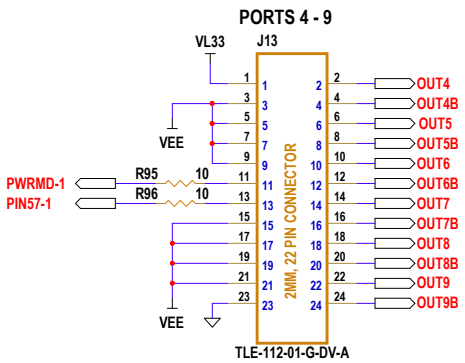 PORTS 4 - 9
VL33 J13
1 1 2 2 OUT4
3 3 4 4 OUT4B
5 5 6 6 OUT5
7 7 8 8 OUT5B
9 9 10 10 OUT6
VEE
PWRMD-1 R95 10 11 11 12 12 OUT6B
PIN57-1 R96 10 13 13 14 14 OUT7
15 15 16 16 OUT7B
17 17 18 18 OUT8
19 19 20 20 OUT8B
21 21 22 22 OUT9
23 23 24 24 OUT9B
VEE
2MM, 22 PIN CONNECTOR
TLE-112-01-G-DV-A